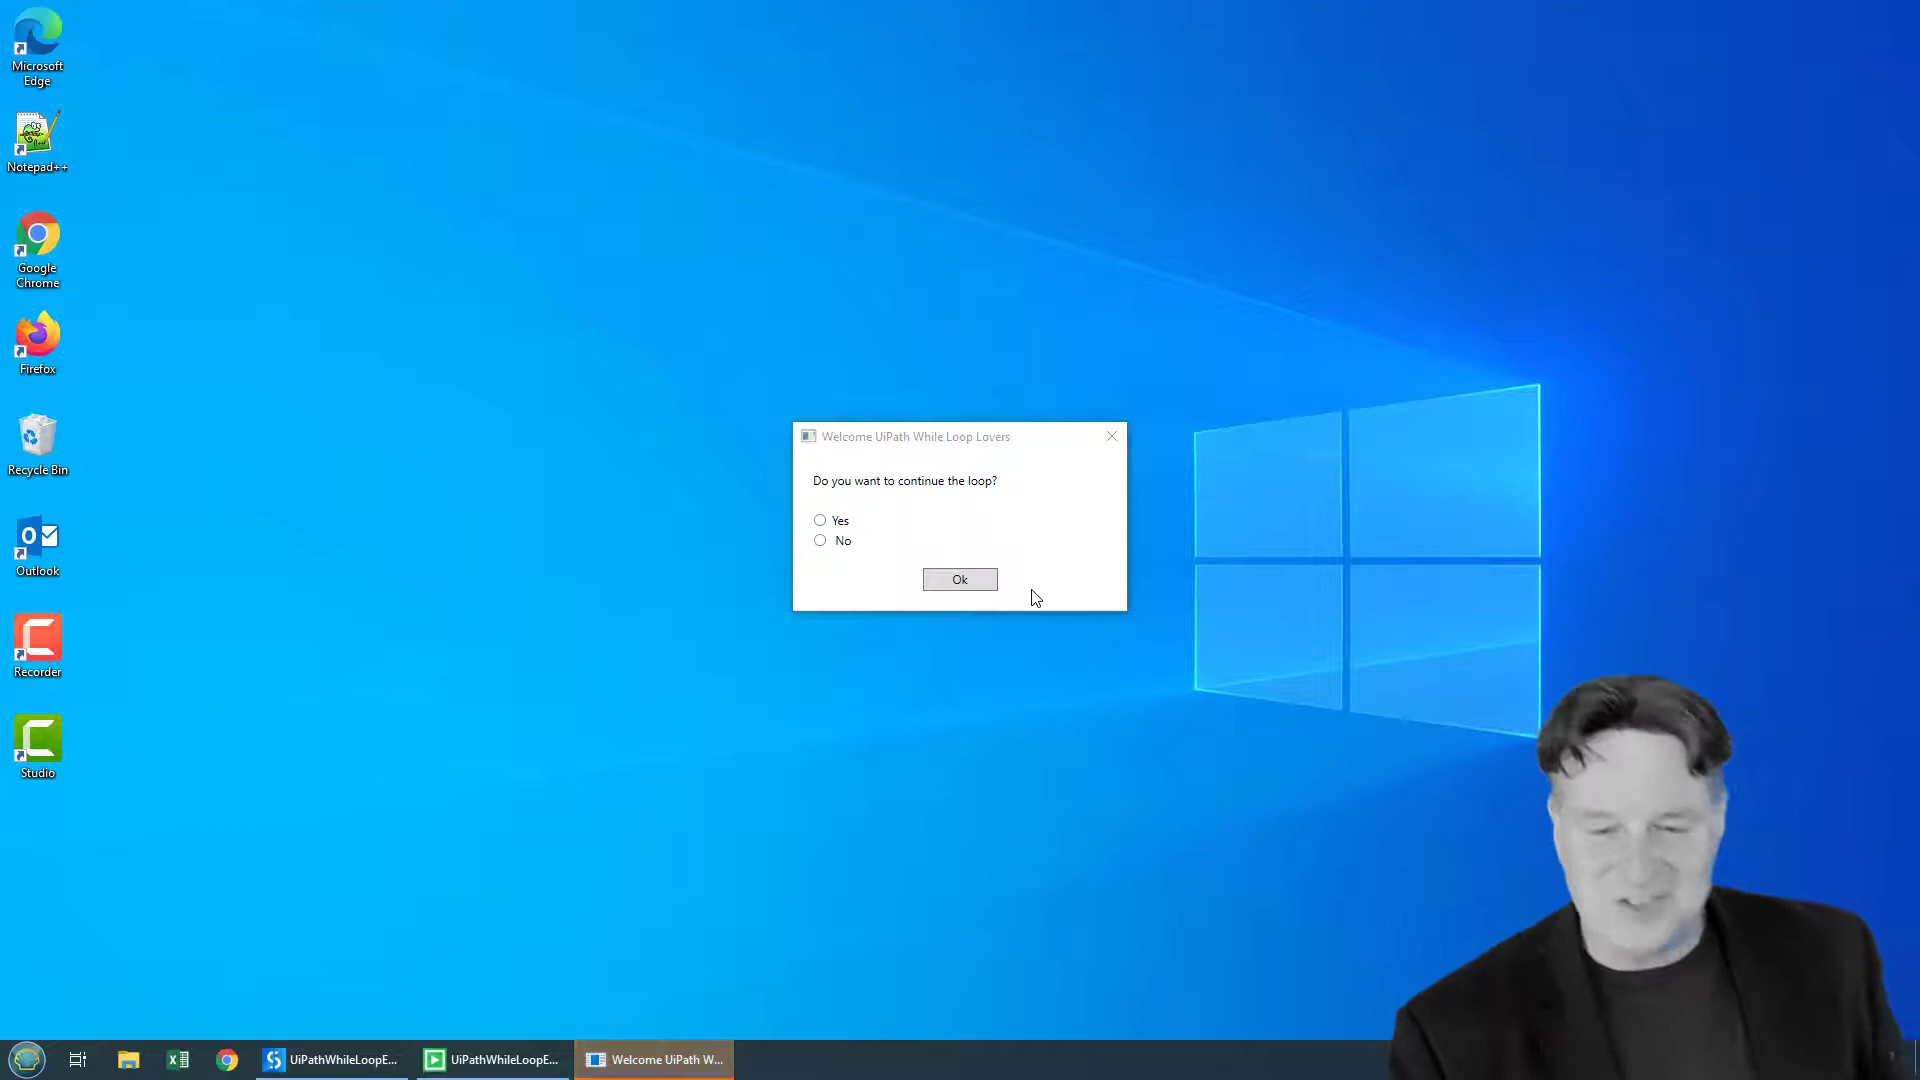 Microsoft
Edge
Notepad++
Google
Chrome
Firefox
Recycle Bin
Outlook
Recorder
Studio
Welcome UiPath While Loop Lovers
Do you want to continue the loop?
Yes
No
Ok
UiPathWhileLoopE...
UiPathWhileLoopE...
Welcome UiPath W...